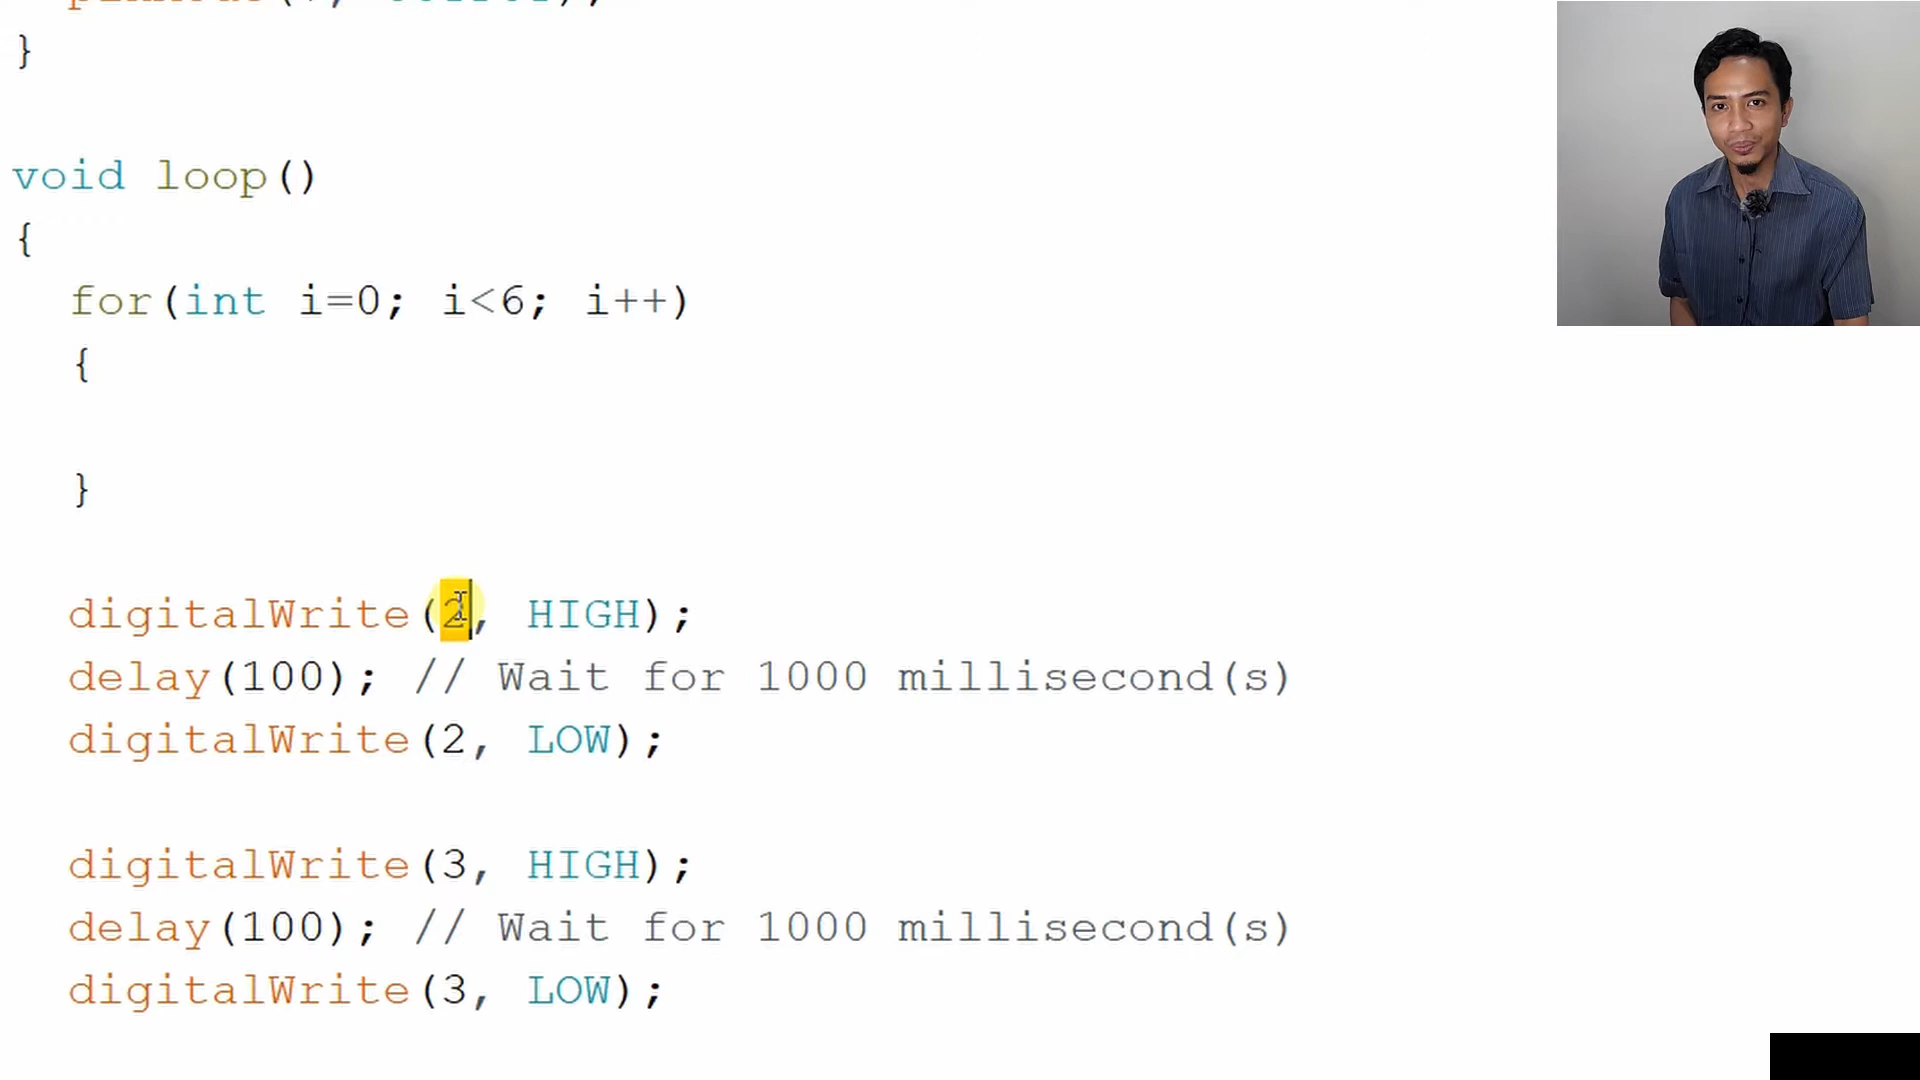 }
void loop()
{
for(int i=0; i<6; i++)
{
}
digitalWrite(2, HIGH);
delay(100); // Wait for 1000 millisecond(s)
digitalWrite(2, LOW);
digitalWrite(3, HIGH);
delay(100); // Wait for 1000 millisecond(s)
digitalWrite(3, LOW);